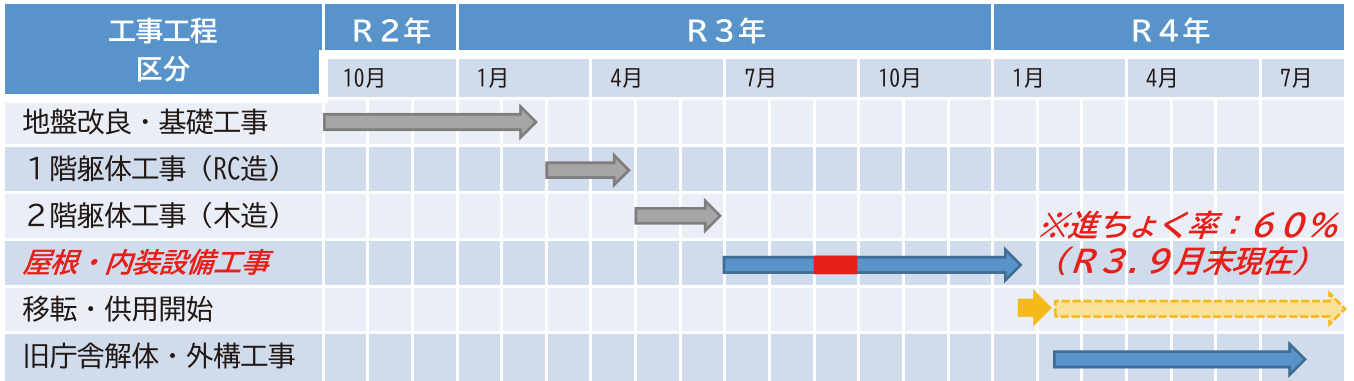 工事工程
区分
R2年
R3年
R4年
10月
1月
4月
7月
10月
1月
4月
7月
地盤改良・基礎工事
1階躯体工事（RC造）
2階躯体工事（木造）
屋根・内装設備工事
※進ちょく率：60％
（R3.9月末現在）
移転・供用開始
旧庁舎解体・外構工事